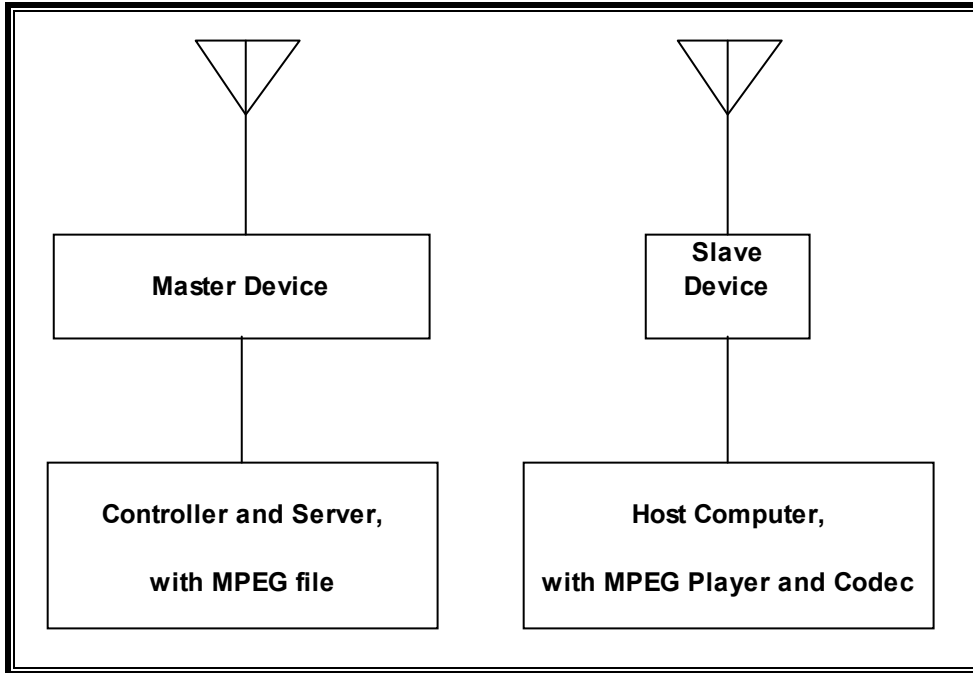 Master Device
Slave
Device
Controller and Server,
with MPEG file
Host Computer,
with MPEG Player and Codec